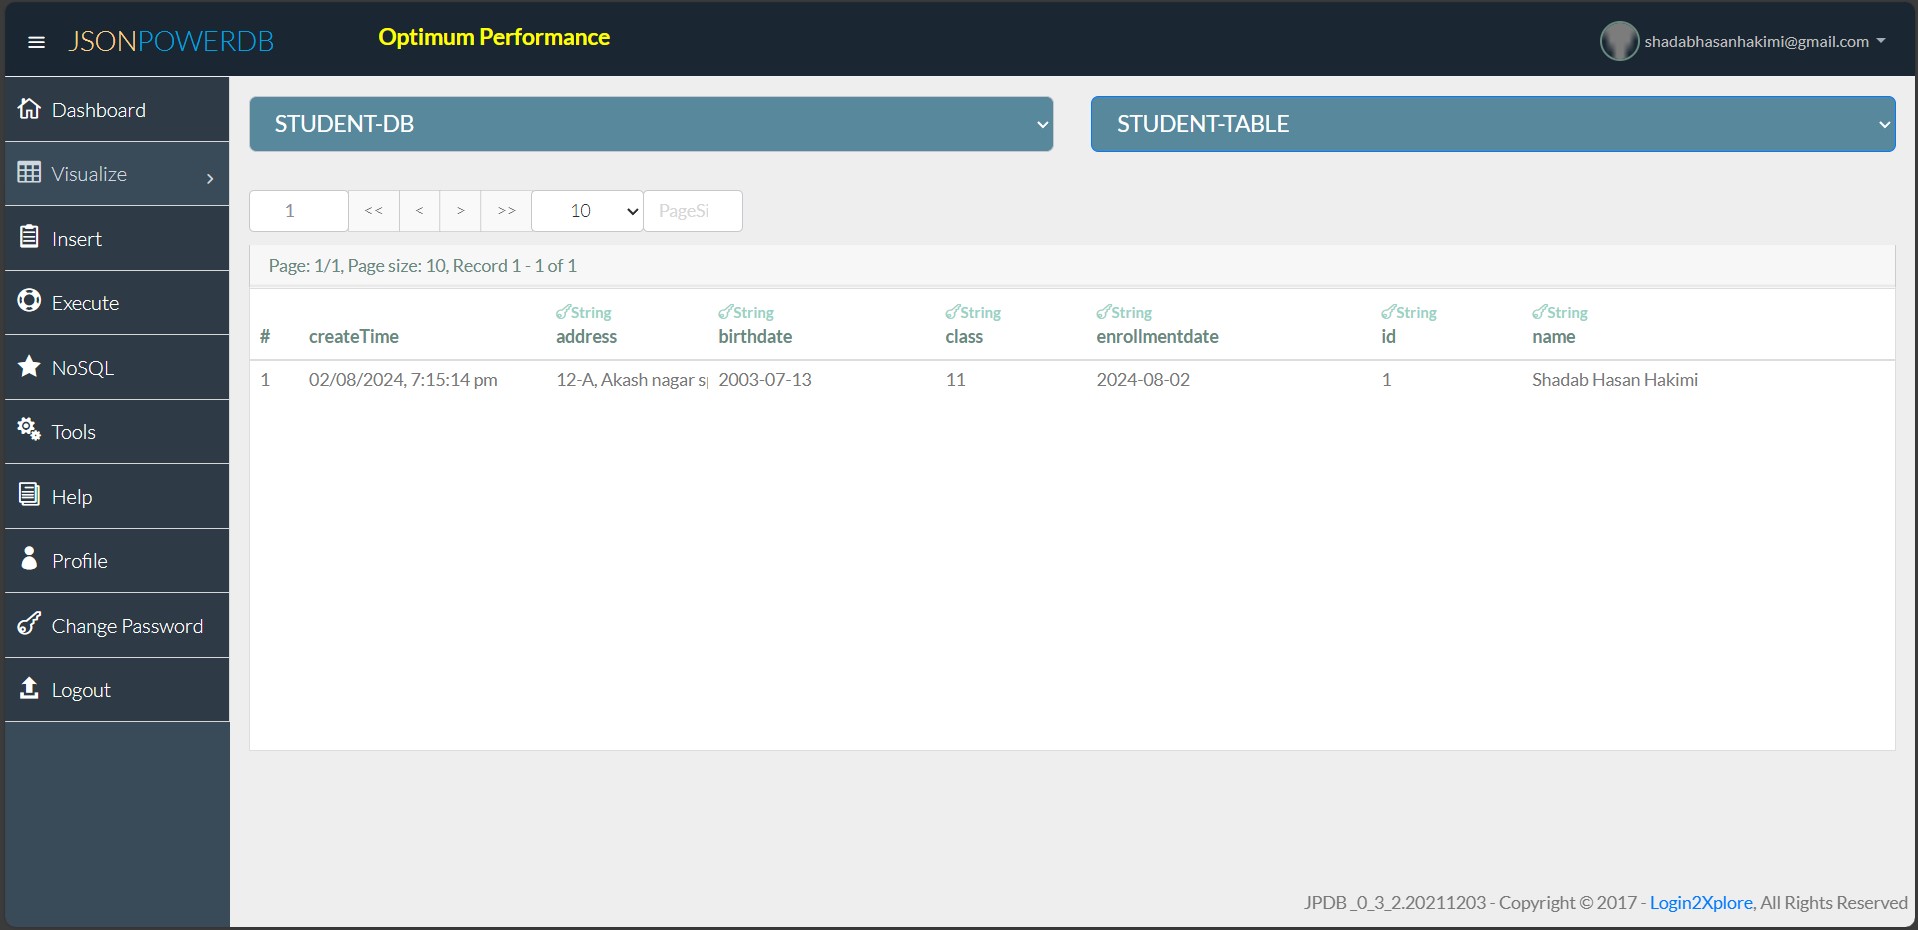 JSONPOWERDB
Optimum Performance
shadabhasanhakimi@gmail.com
Dashboard
Visualize
Insert
Execute
NoSQL
Tools
Help
Profile
Change Password
Logout
STUDENT-DB
STUDENT-TABLE
1 << < > >> 10 PageSi
Page: 1/1, Page size: 10, Record 1 - 1 of 1
String String String String String String
# createTime address birthdate class enrollmentdate id name
1 02/08/2024, 7:15:14 pm 12-A, Akash nagar 2003-07-13 11 2024-08-02 1 Shadab Hasan Hakimi
JPDB_0_3_2.20211203 - Copyright © 2017 - Login2Xplore, All Rights Reserved